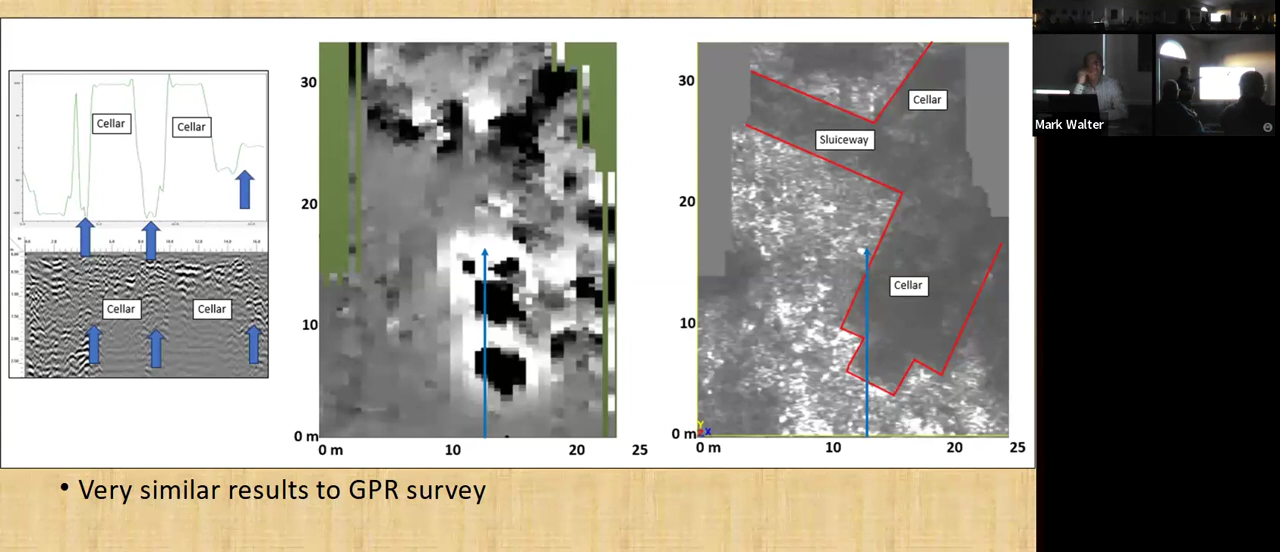 Cellar
Cellar
Cellar
Cellar
30
20
10
0 m
0 m
10
20
25
30
20
10
0 m
0 m
10
20
25
Cellar
Sluiceway
Cellar
Y
X
• Very similar results to GPR survey
Mark Walter